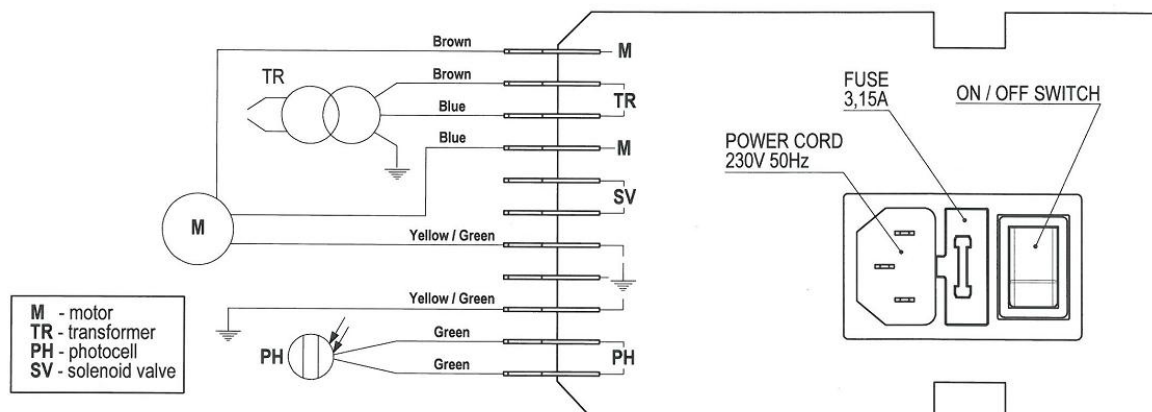 Brown
M
TR
Brown
TR
Blue
Blue
M
SV
M
Yellow / Green
Yellow / Green
PH
Green
PH
Green
M - motor
TR - transformer
PH - photocell
SV - solenoid valve
FUSE
3,15A
ON / OFF SWITCH
POWER CORD
230V 50Hz